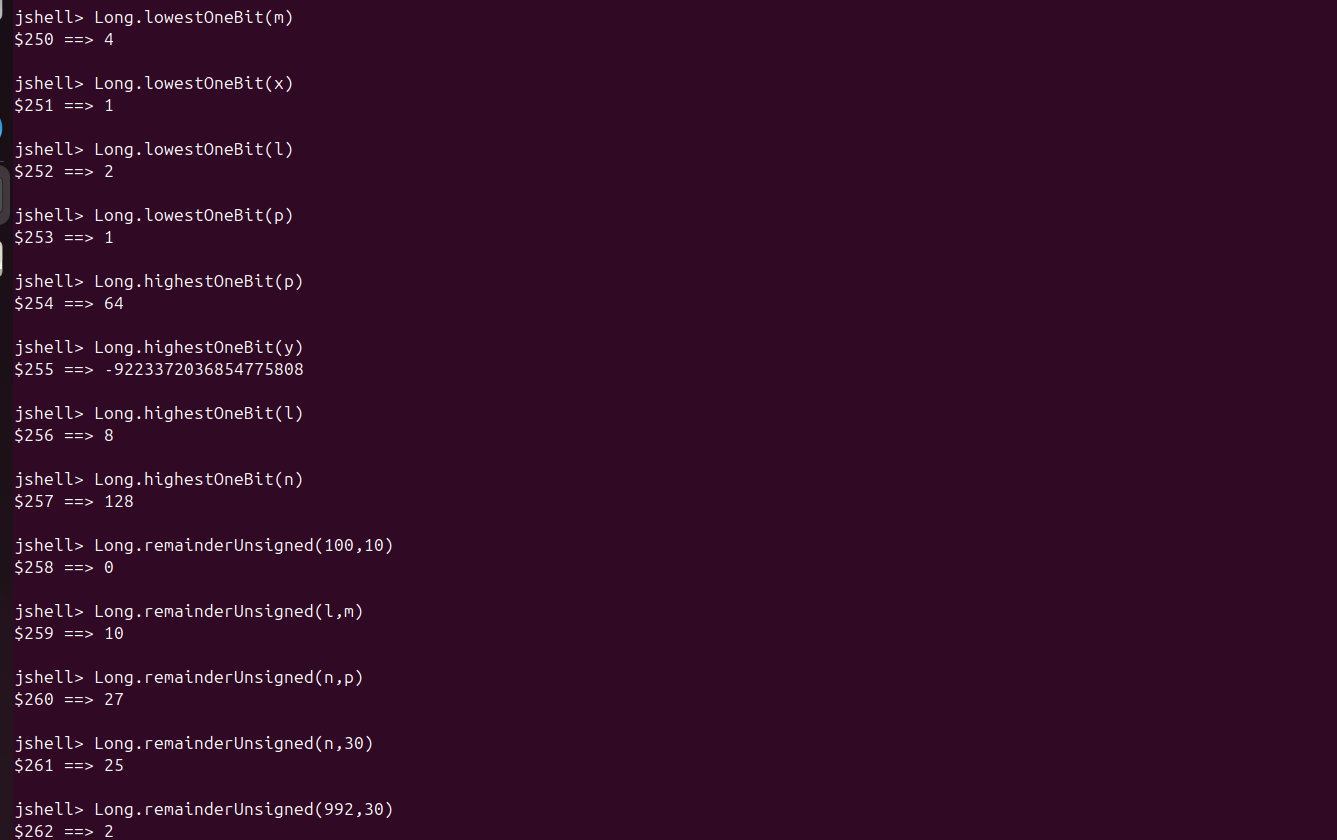 jshell> Long.lowestOneBit(m)
$250 ==> 4
jshell> Long.lowestOneBit(x)
$251 ==> 1
jshell> Long.lowestOneBit(l)
$252 ==> 2
jshell> Long.lowestOneBit(p)
$253 ==> 1
jshell> Long.highestOneBit(p)
$254 ==> 64
jshell> Long.highestOneBit(y)
$255 ==> -9223372036854775808
jshell> Long.highestOneBit(l)
$256 ==> 8
jshell> Long.highestOneBit(n)
$257 ==> 128
jshell> Long.remainderUnsigned(100,10)
$258 ==> 0
jshell> Long.remainderUnsigned(l,m)
$259 ==> 10
jshell> Long.remainderUnsigned(n,p)
$260 ==> 27
jshell> Long.remainderUnsigned(n,30)
$261 ==> 25
jshell> Long.remainderUnsigned(992,30)
$262 ==> 2